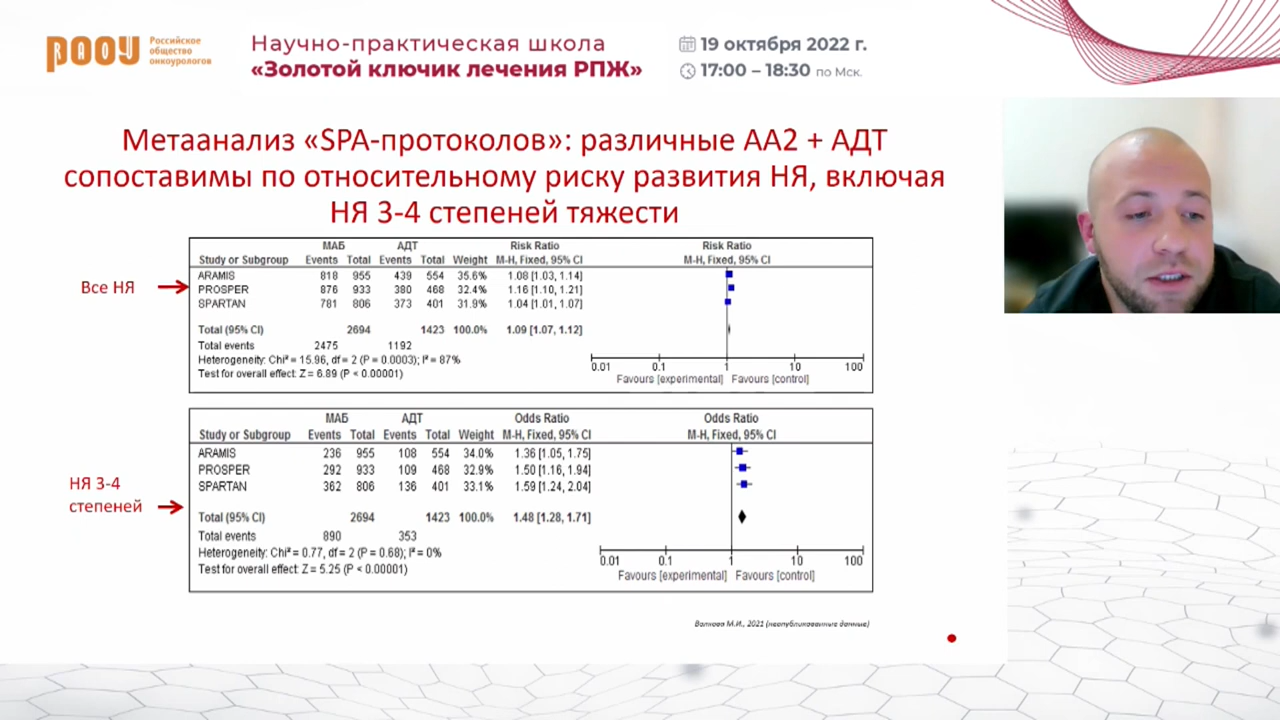 РАОУ
Российское
общество
онкоурологов
Научно-практическая школа
«Золотой ключик лечения РПЖ»
19 октября 2022 г.
17:00 – 18:30 по Мск.
Метаанализ «SPA-протоколов»: различные АА2 + АДТ
сопоставимы по относительному риску развития НЯ, включая
НЯ 3-4 степеней тяжести
Все НЯ
МАБ АДТ Risk Ratio Risk Ratio
Study or Subgroup Events Total Events Total Weight M-H, Fixed, 95% CI M-H, Fixed, 95% CI
ARAMIS 818 955 439 554 35.6% 1.08 [1.03, 1.14]
PROSPER 876 933 380 468 32.4% 1.16 [1.10, 1.21]
SPARTAN 781 806 373 401 31.9% 1.04 [1.01, 1.07]
Total (95% CI) 2694 1423 100.0% 1.09 [1.07, 1.12]
Total events 2475 1192
Heterogeneity: Chi² = 15.96, df = 2 (P = 0.0003); I² = 87%
Test for overall effect: Z = 6.89 (P < 0.00001)
0.01 0.1 1 10 100
Favours [experimental] Favours [control]
НЯ 3-4
степеней
МАБ АДТ Odds Ratio Odds Ratio
Study or Subgroup Events Total Events Total Weight M-H, Fixed, 95% CI M-H, Fixed, 95% CI
ARAMIS 236 955 108 554 34.0% 1.36 [1.05, 1.75]
PROSPER 292 933 109 468 32.9% 1.50 [1.16, 1.94]
SPARTAN 362 806 136 401 33.1% 1.59 [1.24, 2.04]
Total (95% CI) 2694 1423 100.0% 1.48 [1.28, 1.71]
Total events 890 353
Heterogeneity: Chi² = 0.77, df = 2 (P = 0.68); I² = 0%
Test for overall effect: Z = 5.25 (P < 0.00001)
0.01 0.1 1 10 100
Favours [experimental] Favours [control]
Волкова М.И., 2021 (неопубликованные данные)